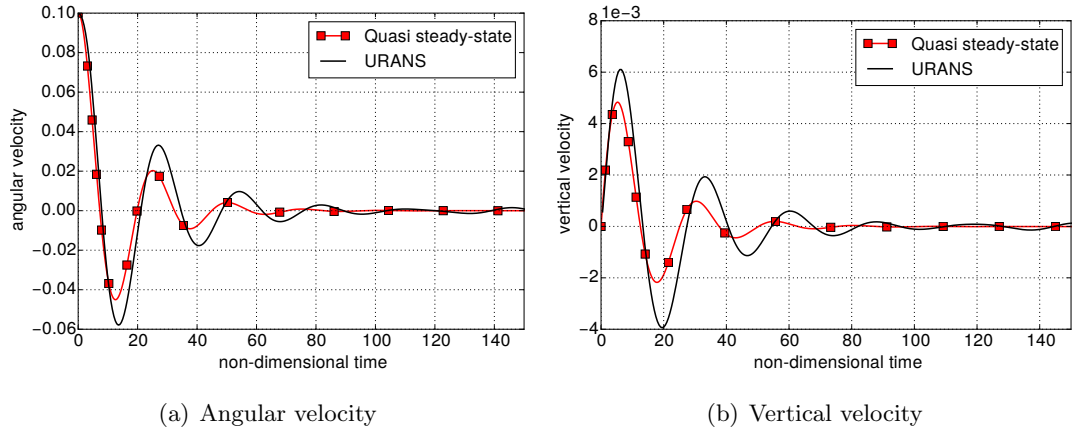 0.10
0.08
0.06
0.04
0.02
0.00
−0.02
−0.04
−0.06
angular velocity
0 20 40 60 80 100 120 140
non-dimensional time
Quasi steady-state
URANS
(a) Angular velocity
8 1e-3
6
4
2
0
−2
−4
vertical velocity
0 20 40 60 80 100 120 140
non-dimensional time
Quasi steady-state
URANS
(b) Vertical velocity